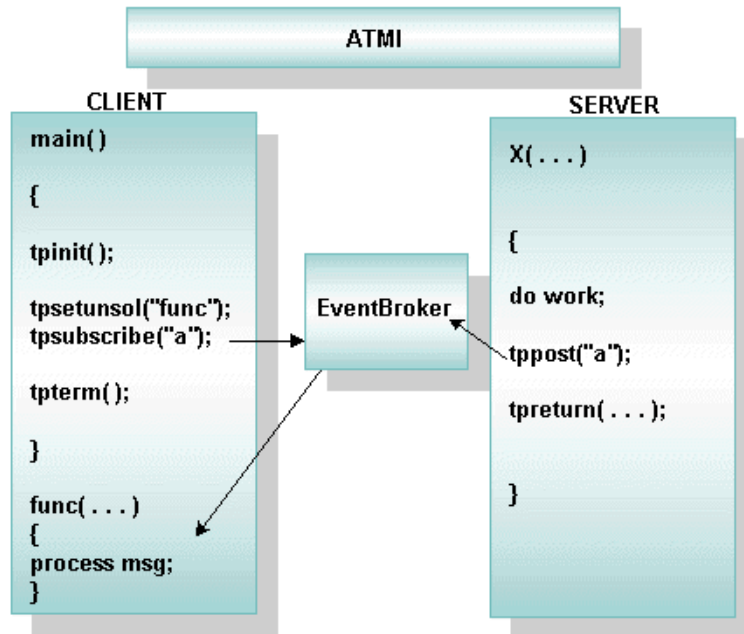 ATMI
CLIENT
main( )
{
tpinit( );
tpsetunsol("func");
tpsubscribe("a");
tpterm( );
}
func( . . . )
{
process msg;
}
EventBroker
SERVER
X( . . . )
{
do work;
tppost("a");
tpreturn( . . . );
}